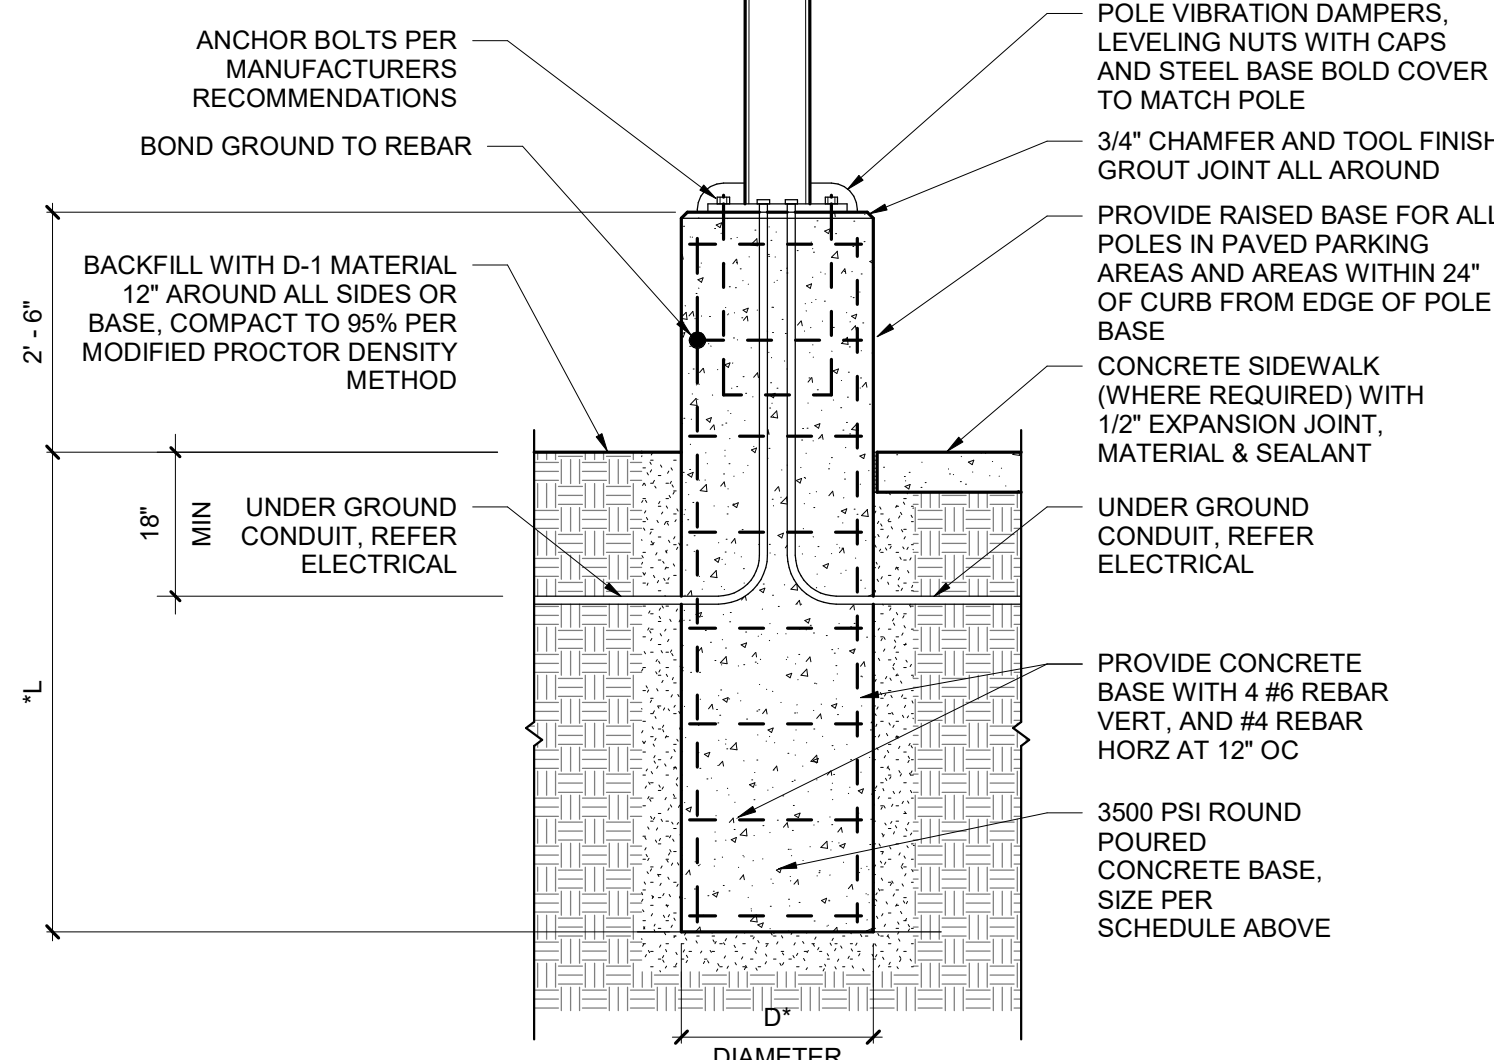 ANCHOR BOLTS PER
MANUFACTURERS
RECOMMENDATIONS
BOND GROUND TO REBAR
BACKFILL WITH D-1 MATERIAL
12" AROUND ALL SIDES OR
BASE, COMPACT TO 95% PER
MODIFIED PROCTOR DENSITY
METHOD
2' - 6"
18"
MIN
UNDER GROUND
CONDUIT, REFER
ELECTRICAL
*L
POLE VIBRATION DAMPERS,
LEVELING NUTS WITH CAPS
AND STEEL BASE BOLD COVER
TO MATCH POLE
3/4" CHAMFER AND TOOL FINISH
GROUT JOINT ALL AROUND
PROVIDE RAISED BASE FOR ALL
POLES IN PAVED PARKING
AREAS AND AREAS WITHIN 24"
OF CURB FROM EDGE OF POLE
BASE
CONCRETE SIDEWALK
(WHERE REQUIRED) WITH
1/2" EXPANSION JOINT,
MATERIAL & SEALANT
UNDER GROUND
CONDUIT, REFER
ELECTRICAL
PROVIDE CONCRETE
BASE WITH 4 #6 REBAR
VERT, AND #4 REBAR
HORZ AT 12" OC
3500 PSI ROUND
POURED
CONCRETE BASE,
SIZE PER
SCHEDULE ABOVE
D*
DIAMETER